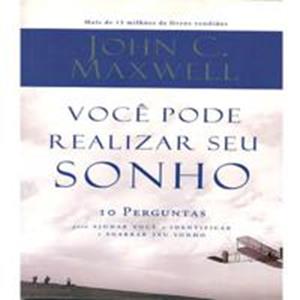 Mais de 13 milhões de livros vendidos
JOHN C.
MAXWELL
VOCÊ PODE
REALIZAR SEU
SONHO
10 PERGUNTAS
PARA AJUDAR VOCÊ A IDENTIFICAR
E AGARRAR SEU SONHO